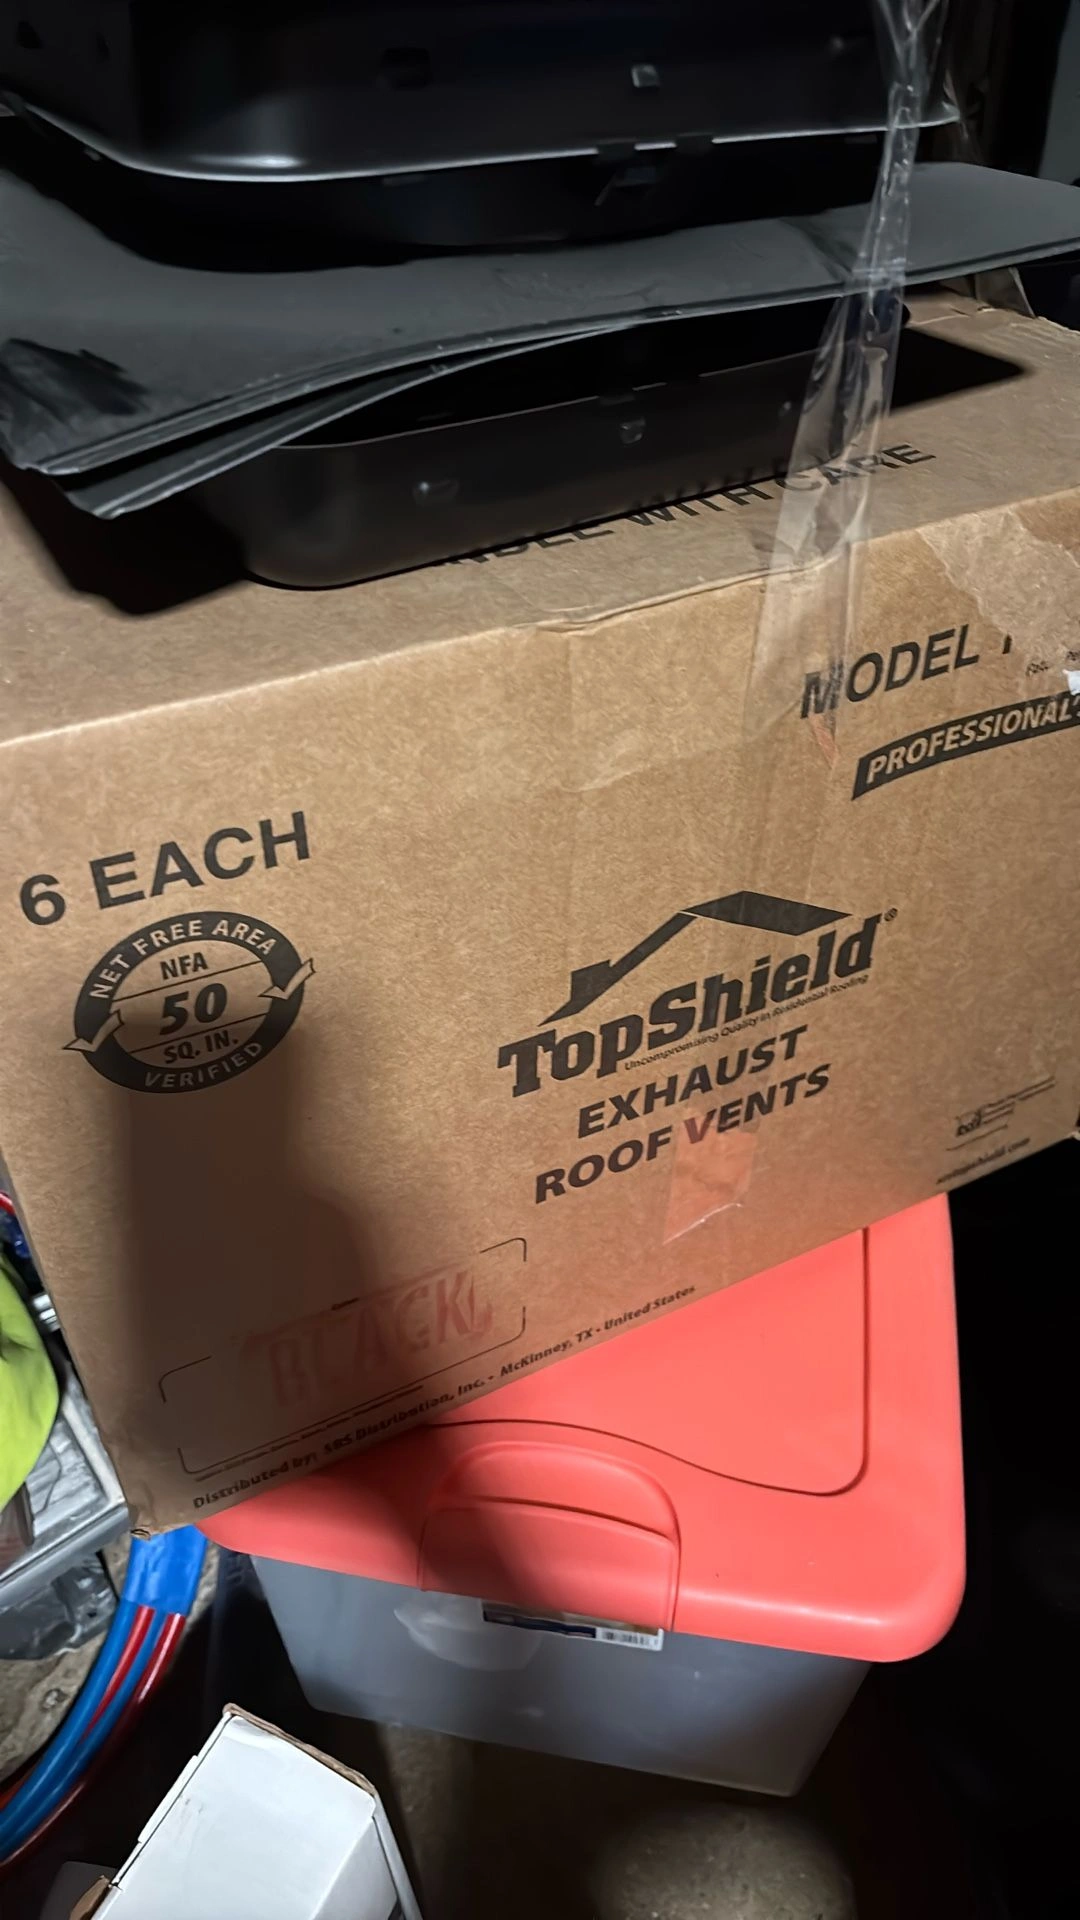 WITH CARE
MODEL
PROFESSIONAL'
6 EACH
NET FREE AREA
NFA
50
SQ. IN.
VERIFIED
TopShield®
Uncompromising Quality in Residential Roofing
EXHAUST
ROOF VENTS
Color:
BLACK
Distributed by: SRS Distribution, Inc. - McKinney, TX - United States